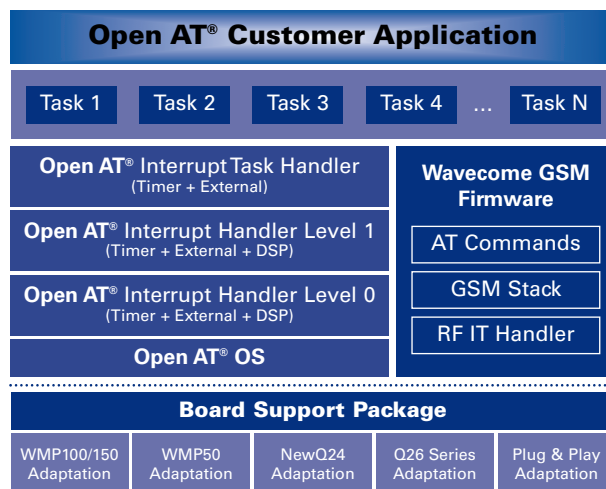 Open AT® Customer Application
Task 1 Task 2 Task 3 Task 4 ... Task N
Open AT® Interrupt Task Handler
(Timer + External)
Open AT® Interrupt Handler Level 1
(Timer + External + DSP)
Open AT® Interrupt Handler Level 0
(Timer + External + DSP)
Open AT® OS
Wavecome GSM
Firmware
AT Commands
GSM Stack
RF IT Handler
Board Support Package
WMP100/150
Adaptation
WMP50
Adaptation
NewQ24
Adaptation
Q26 Series
Adaptation
Plug & Play
Adaptation